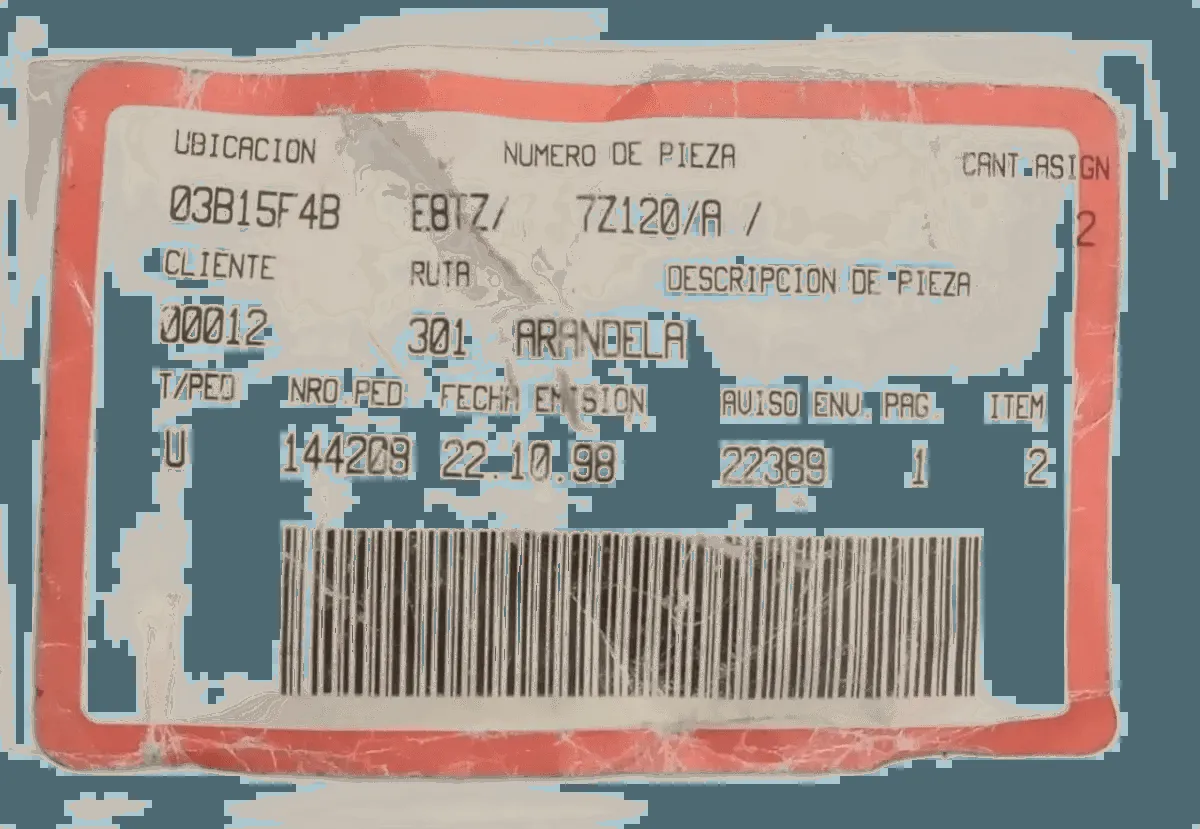 UBICACION NUMERO DE PIEZA CANT.ASIGN
03B15F4B E8TZ/ 7Z120/A / 2
CLIENTE RUTA DESCRIPCION DE PIEZA
00012 301 ARANDELA
T/PED NRO.PED FECHA EMISION AVISO ENV. PAG. ITEM
U 144209 22.10.98 22389 1 2